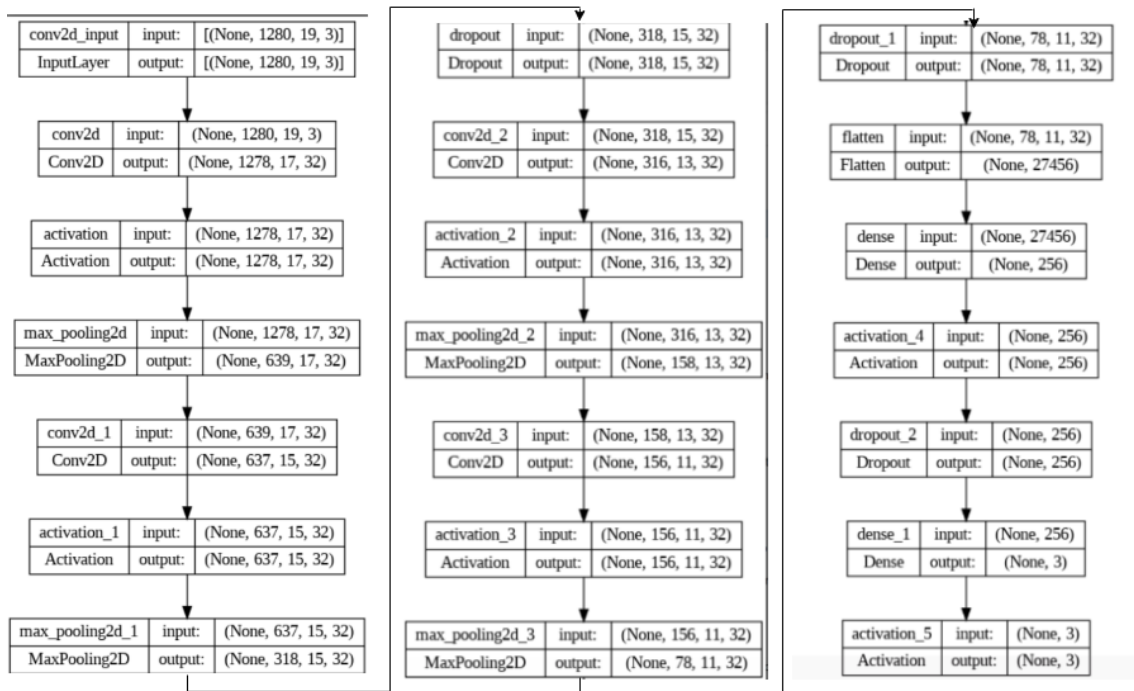 conv2d_input input: [(None, 1280, 19, 3)]
InputLayer output: [(None, 1280, 19, 3)]
conv2d input: (None, 1280, 19, 3)
Conv2D output: (None, 1278, 17, 32)
activation input: (None, 1278, 17, 32)
Activation output: (None, 1278, 17, 32)
max_pooling2d input: (None, 1278, 17, 32)
MaxPooling2D output: (None, 639, 17, 32)
conv2d_1 input: (None, 639, 17, 32)
Conv2D output: (None, 637, 15, 32)
activation_1 input: (None, 637, 15, 32)
Activation output: (None, 637, 15, 32)
max_pooling2d_1 input: (None, 637, 15, 32)
MaxPooling2D output: (None, 318, 15, 32)
dropout input: (None, 318, 15, 32)
Dropout output: (None, 318, 15, 32)
conv2d_2 input: (None, 318, 15, 32)
Conv2D output: (None, 316, 13, 32)
activation_2 input: (None, 316, 13, 32)
Activation output: (None, 316, 13, 32)
max_pooling2d_2 input: (None, 316, 13, 32)
MaxPooling2D output: (None, 158, 13, 32)
conv2d_3 input: (None, 158, 13, 32)
Conv2D output: (None, 156, 11, 32)
activation_3 input: (None, 156, 11, 32)
Activation output: (None, 156, 11, 32)
max_pooling2d_3 input: (None, 156, 11, 32)
MaxPooling2D output: (None, 78, 11, 32)
dropout_1 input: (None, 78, 11, 32)
Dropout output: (None, 78, 11, 32)
flatten input: (None, 78, 11, 32)
Flatten output: (None, 27456)
dense input: (None, 27456)
Dense output: (None, 256)
activation_4 input: (None, 256)
Activation output: (None, 256)
dropout_2 input: (None, 256)
Dropout output: (None, 256)
dense_1 input: (None, 256)
Dense output: (None, 3)
activation_5 input: (None, 3)
Activation output: (None, 3)